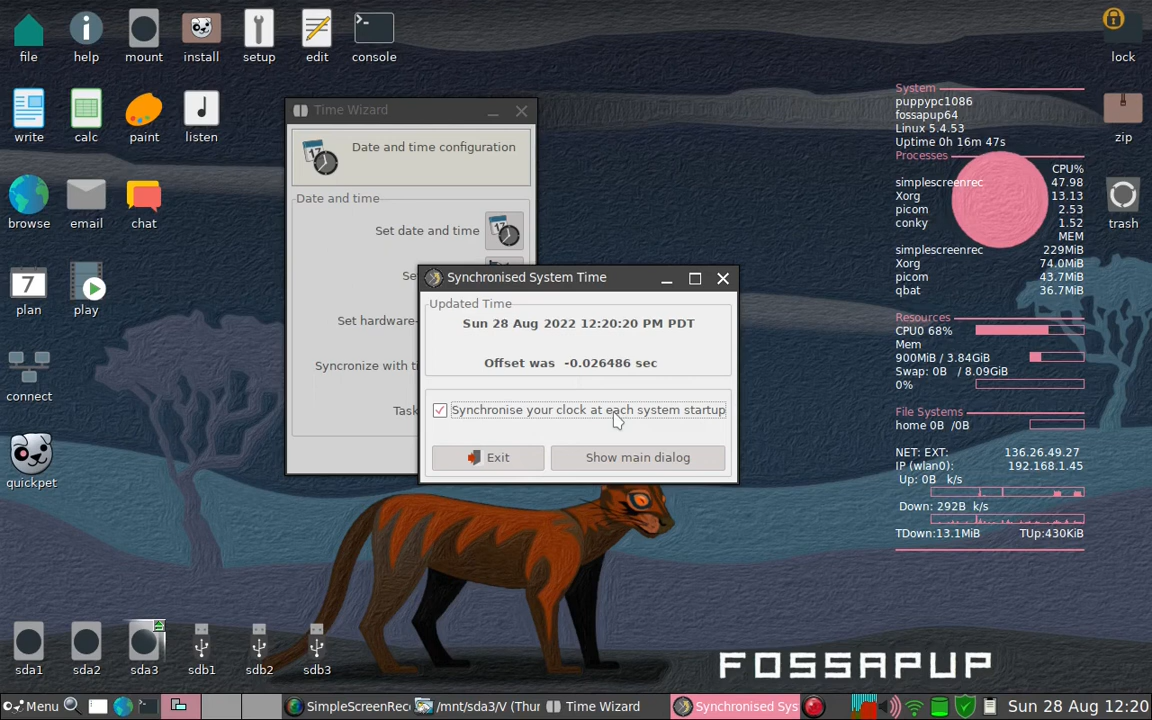 file
help
mount
install
setup
edit
console
lock
write
calc
paint
listen
zip
browse
email
chat
trash
plan
play
connect
quickpet
Time Wizard
Date and time configuration
Date and time
Set date and time
Se
Set hardware-
Syncronize with ti
Task
Synchronised System Time
Updated Time
Sun 28 Aug 2022 12:20:20 PM PDT
Offset was -0.026486 sec
Synchronise your clock at each system startup
Exit
Show main dialog
System
puppypc1086
fossapup64
Linux 5.4.53
Uptime 0h 16m 47s
Processes
CPU%
simplescreenrec 47.98
Xorg 13.13
picom 2.53
conky 1.52
MEM
simplescreenrec 229MiB
Xorg 74.0MiB
picom 43.7MiB
qbat 36.7MiB
Resources
CPU0 68%
Mem
900MiB / 3.84GiB
Swap: 0B / 8.09GiB
0%
File Systems
home 0B /0B
NET: EXT: 136.26.49.27
IP (wlan0): 192.168.1.45
Up: 0B k/s
Down: 292B k/s
TDown:13.1MiB TUp:430KiB
FOSSAPUP
sda1
sda2
sda3
sdb1
sdb2
sdb3
Menu
SimpleScreenRec
/mnt/sda3/V (Thur
Time Wizard
Synchronised Sys
Sun 28 Aug 12:20